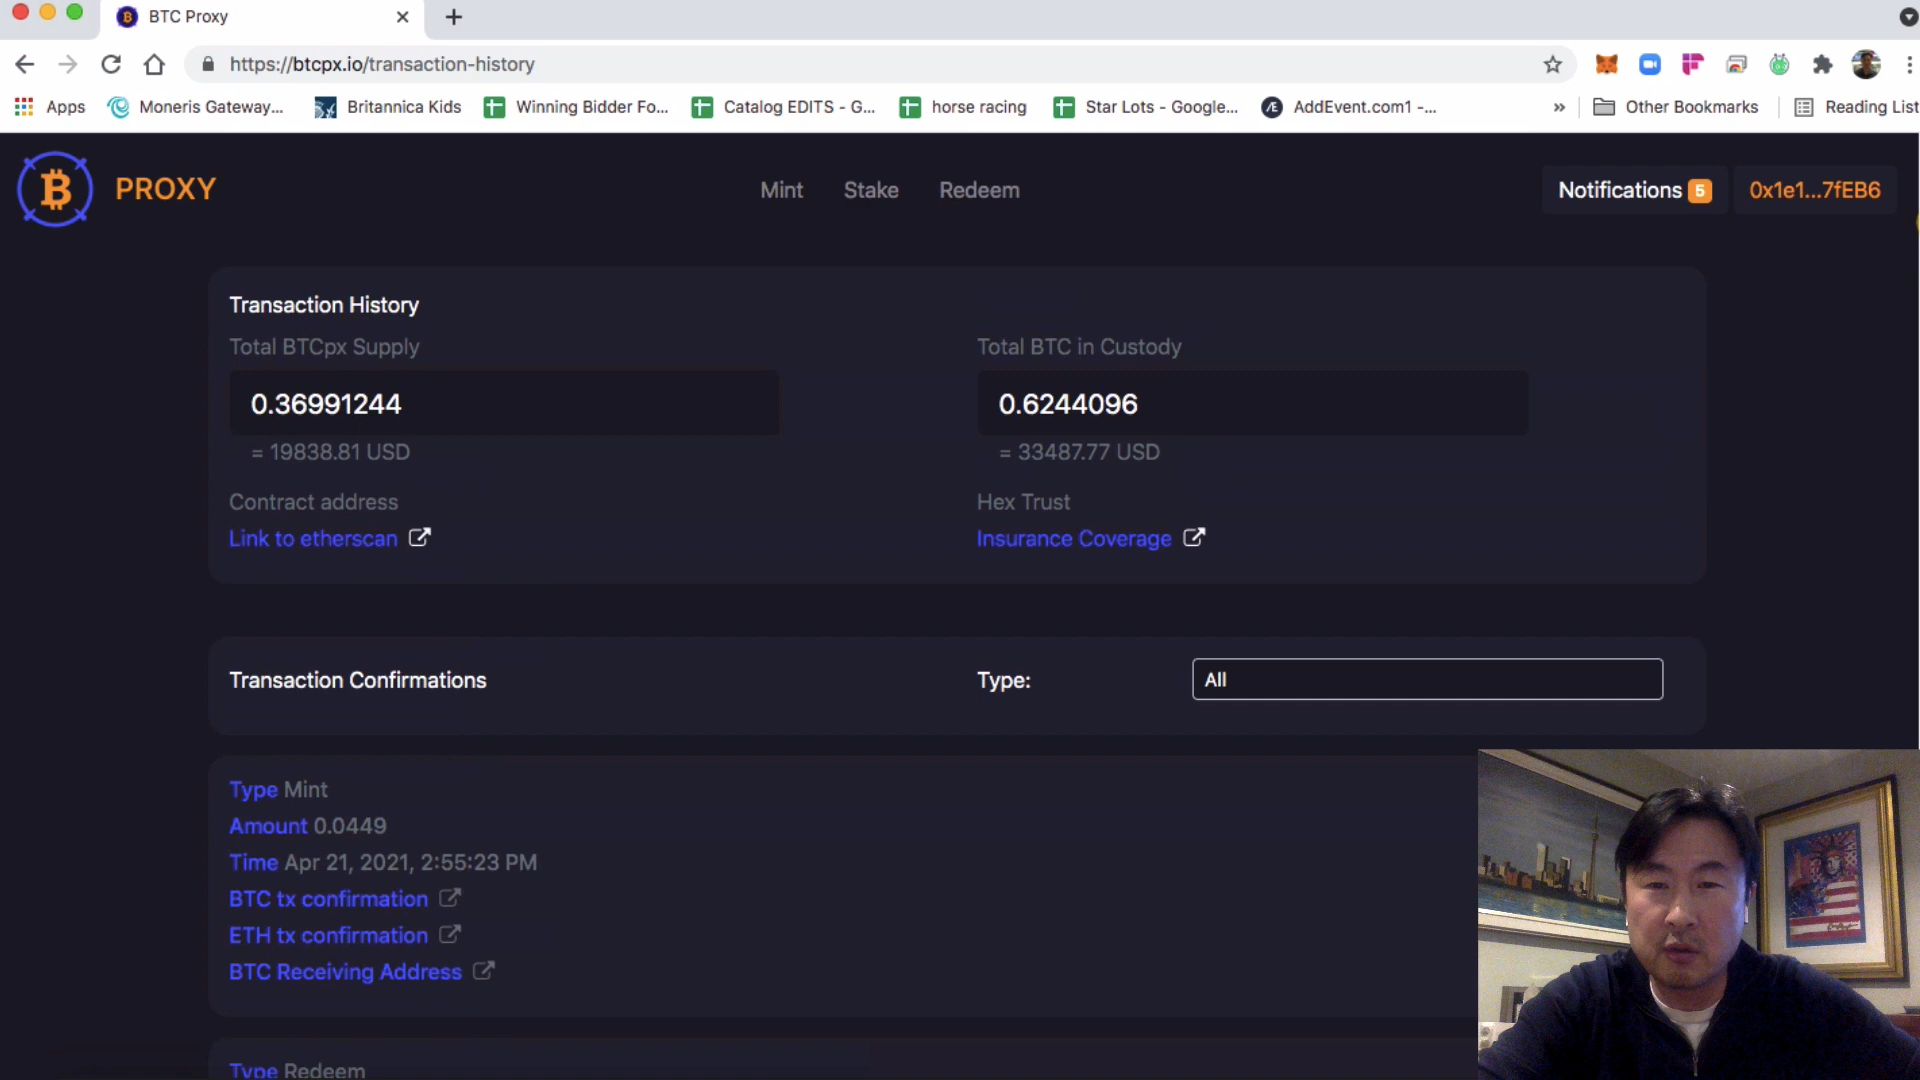 BTC Proxy
https://btcpx.io/transaction-history
Apps
Moneris Gateway...
Britannica Kids
Winning Bidder Fo...
Catalog EDITS - G...
horse racing
Star Lots - Google...
AddEvent.com1 -...
»
Other Bookmarks
Reading List
PROXY
Mint
Stake
Redeem
Notifications 5
0x1e1...7fEB6
Transaction History
Total BTCpx Supply
Total BTC in Custody
0.36991244
0.6244096
= 19838.81 USD
= 33487.77 USD
Contract address
Hex Trust
Link to etherscan
Insurance Coverage
Transaction Confirmations
Type:
All
Type Mint
Amount 0.0449
Time Apr 21, 2021, 2:55:23 PM
BTC tx confirmation
ETH tx confirmation
BTC Receiving Address
Type Redeem